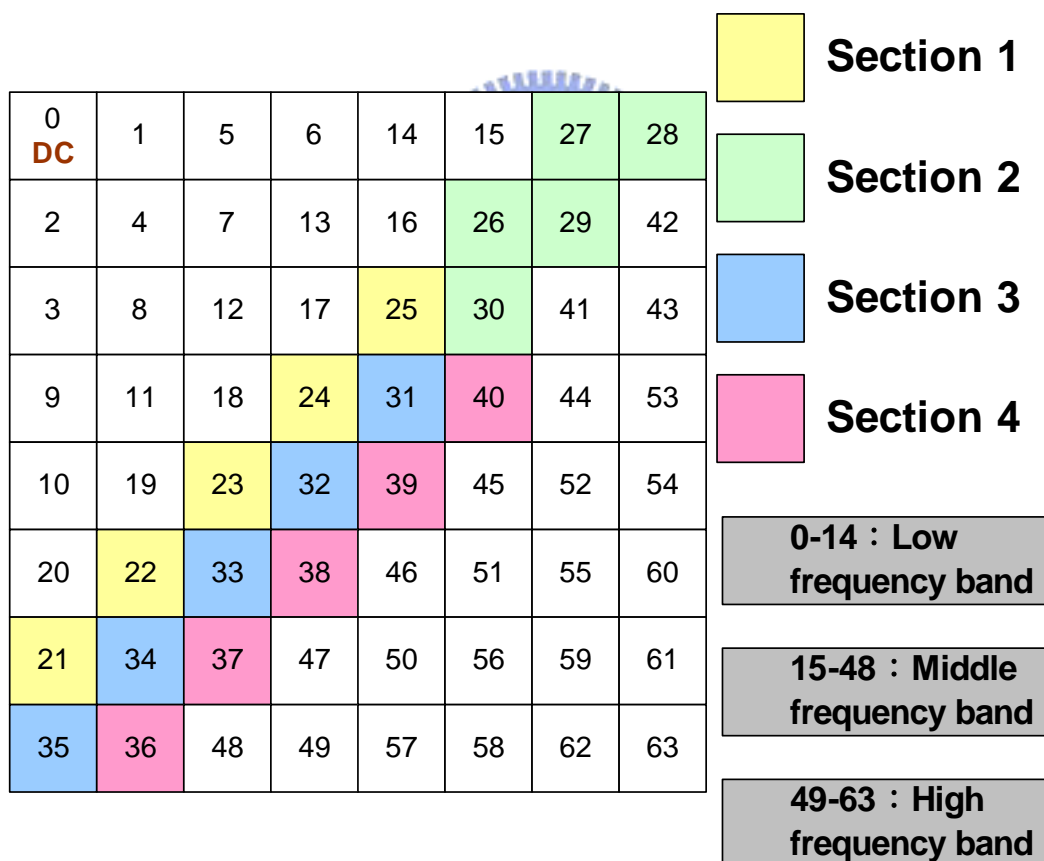 0 1 5 6 14 15 27 28
DC
2 4 7 13 16 26 29 42
3 8 12 17 25 30 41 43
9 11 18 24 31 40 44 53
10 19 23 32 39 45 52 54
20 22 33 38 46 51 55 60
21 34 37 47 50 56 59 61
35 36 48 49 57 58 62 63
Section 1
Section 2
Section 3
Section 4
0-14：Low
frequency band
15-48：Middle
frequency band
49-63：High
frequency band